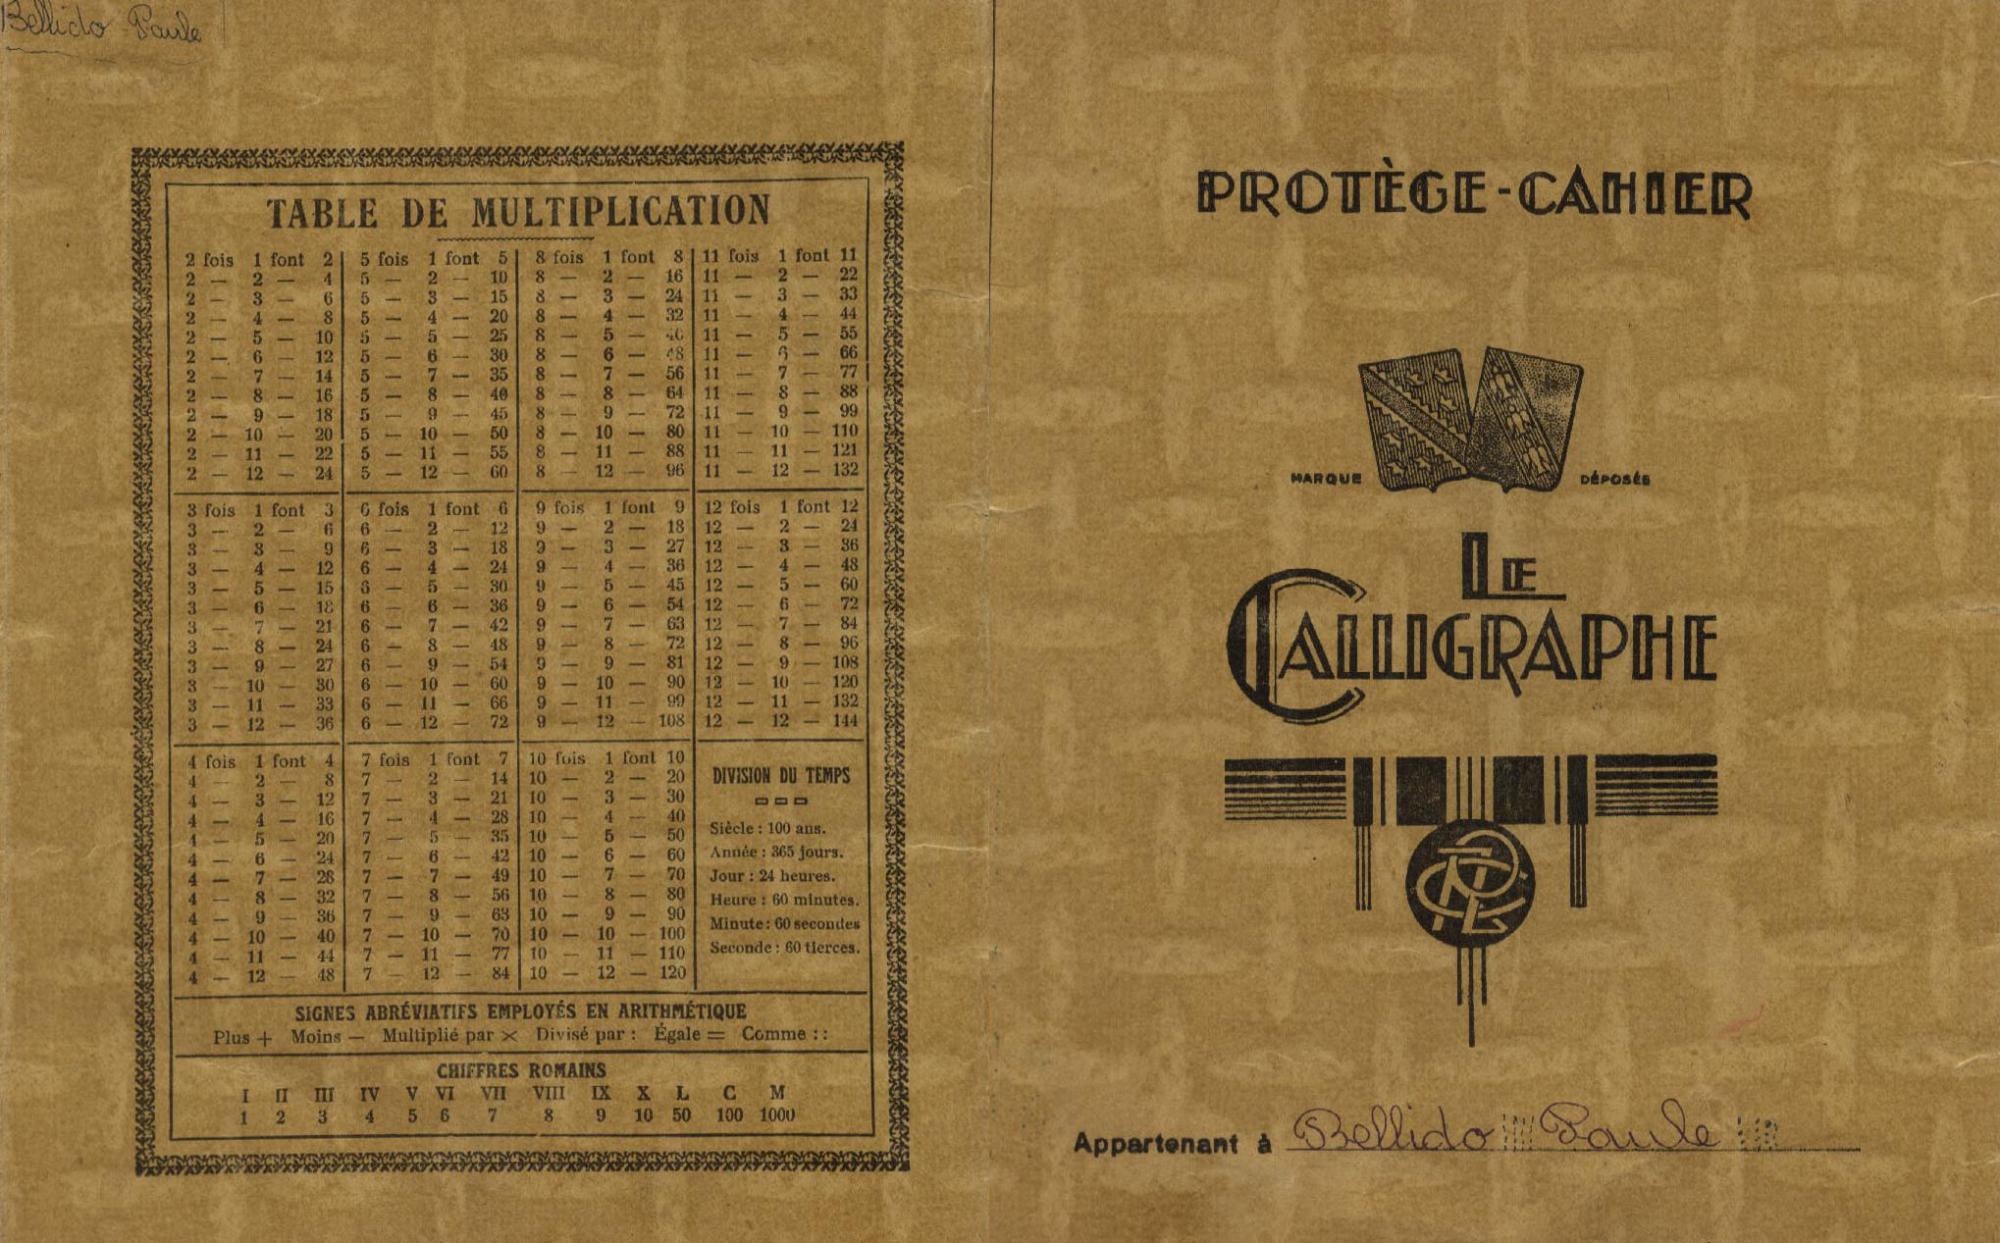 Bellido Paule
TABLE DE MULTIPLICATION
2 fois 1 font 2 | 5 fois 1 font 5 | 8 fois 1 font 8 | 11 fois 1 font 11
2 — 2 — 4 | 5 — 2 — 10 | 8 — 2 — 16 | 11 — 2 — 22
2 — 3 — 6 | 5 — 3 — 15 | 8 — 3 — 24 | 11 — 3 — 33
2 — 4 — 8 | 5 — 4 — 20 | 8 — 4 — 32 | 11 — 4 — 44
2 — 5 — 10 | 5 — 5 — 25 | 8 — 5 — 40 | 11 — 5 — 55
2 — 6 — 12 | 5 — 6 — 30 | 8 — 6 — 48 | 11 — 6 — 66
2 — 7 — 14 | 5 — 7 — 35 | 8 — 7 — 56 | 11 — 7 — 77
2 — 8 — 16 | 5 — 8 — 40 | 8 — 8 — 64 | 11 — 8 — 88
2 — 9 — 18 | 5 — 9 — 45 | 8 — 9 — 72 | 11 — 9 — 99
2 — 10 — 20 | 5 — 10 — 50 | 8 — 10 — 80 | 11 — 10 — 110
2 — 11 — 22 | 5 — 11 — 55 | 8 — 11 — 88 | 11 — 11 — 121
2 — 12 — 24 | 5 — 12 — 60 | 8 — 12 — 96 | 11 — 12 — 132
3 fois 1 font 3 | 6 fois 1 font 6 | 9 fois 1 font 9 | 12 fois 1 font 12
3 — 2 — 6 | 6 — 2 — 12 | 9 — 2 — 18 | 12 — 2 — 24
3 — 3 — 9 | 6 — 3 — 18 | 9 — 3 — 27 | 12 — 3 — 36
3 — 4 — 12 | 6 — 4 — 24 | 9 — 4 — 36 | 12 — 4 — 48
3 — 5 — 15 | 6 — 5 — 30 | 9 — 5 — 45 | 12 — 5 — 60
3 — 6 — 18 | 6 — 6 — 36 | 9 — 6 — 54 | 12 — 6 — 72
3 — 7 — 21 | 6 — 7 — 42 | 9 — 7 — 63 | 12 — 7 — 84
3 — 8 — 24 | 6 — 8 — 48 | 9 — 8 — 72 | 12 — 8 — 96
3 — 9 — 27 | 6 — 9 — 54 | 9 — 9 — 81 | 12 — 9 — 108
3 — 10 — 30 | 6 — 10 — 60 | 9 — 10 — 90 | 12 — 10 — 120
3 — 11 — 33 | 6 — 11 — 66 | 9 — 11 — 99 | 12 — 11 — 132
3 — 12 — 36 | 6 — 12 — 72 | 9 — 12 — 108 | 12 — 12 — 144
4 fois 1 font 4 | 7 fois 1 font 7 | 10 fois 1 font 10
4 — 2 — 8 | 7 — 2 — 14 | 10 — 2 — 20
4 — 3 — 12 | 7 — 3 — 21 | 10 — 3 — 30
4 — 4 — 16 | 7 — 4 — 28 | 10 — 4 — 40
4 — 5 — 20 | 7 — 5 — 35 | 10 — 5 — 50
4 — 6 — 24 | 7 — 6 — 42 | 10 — 6 — 60
4 — 7 — 28 | 7 — 7 — 49 | 10 — 7 — 70
4 — 8 — 32 | 7 — 8 — 56 | 10 — 8 — 80
4 — 9 — 36 | 7 — 9 — 63 | 10 — 9 — 90
4 — 10 — 40 | 7 — 10 — 70 | 10 — 10 — 100
4 — 11 — 44 | 7 — 11 — 77 | 10 — 11 — 110
4 — 12 — 48 | 7 — 12 — 84 | 10 — 12 — 120
DIVISION DU TEMPS
Siècle : 100 ans.
Année : 365 jours.
Jour : 24 heures.
Heure : 60 minutes.
Minute : 60 secondes
Seconde : 60 tierces.
SIGNES ABRÉVIATIFS EMPLOYÉS EN ARITHMÉTIQUE
Plus + Moins — Multiplié par × Divisé par : Égale = Comme : :
CHIFFRES ROMAINS
I II III IV V VI VII VIII IX X L C M
1 2 3 4 5 6 7 8 9 10 50 100 1000
PROTÈGE-CAHIER
MARQUE DÉPOSÉE
LE
CALLIGRAPHE
Appartenant à Bellido Paule